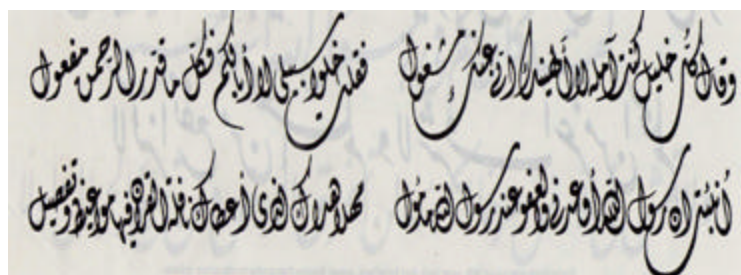 وقال كل خليل كنت آمله لا ألهينك إني عنك مشغول فقلت خلوا سبيلي لا أبا لكم فكل ما قدر الرحمن مفعول
أنبئت أن رسول الله أوعدني والعفو عند رسول الله مأمول مهلا هداك الذي أعطاك نافلة القرآن فيها مواعيظ وتفصيل